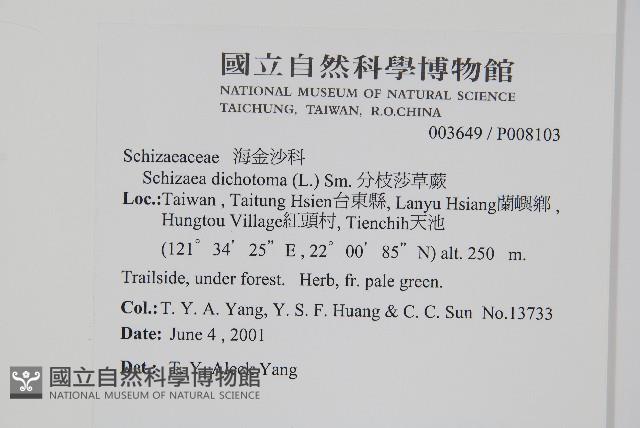 國立自然科學博物館
NATIONAL MUSEUM OF NATURAL SCIENCE
TAICHUNG, TAIWAN, R.O.CHINA
003649 / P008103
Schizaeaceae 海金沙科
Schizaea dichotoma (L.) Sm. 分枝莎草蕨
Loc.:Taiwan , Taitung Hsien台東縣, Lanyu Hsiang蘭嶼鄉 ,
Hungtou Village紅頭村, Tienchih天池
(121° 34′ 25” E , 22° 00′ 85” N) alt. 250 m.
Trailside, under forest. Herb, fr. pale green.
Col.: T. Y. A. Yang, Y. S. F. Huang & C. C. Sun No.13733
Date: June 4 , 2001
Det.: T. Y. Aleck Yang
國立自然科學博物館
NATIONAL MUSEUM OF NATURAL SCIENCE